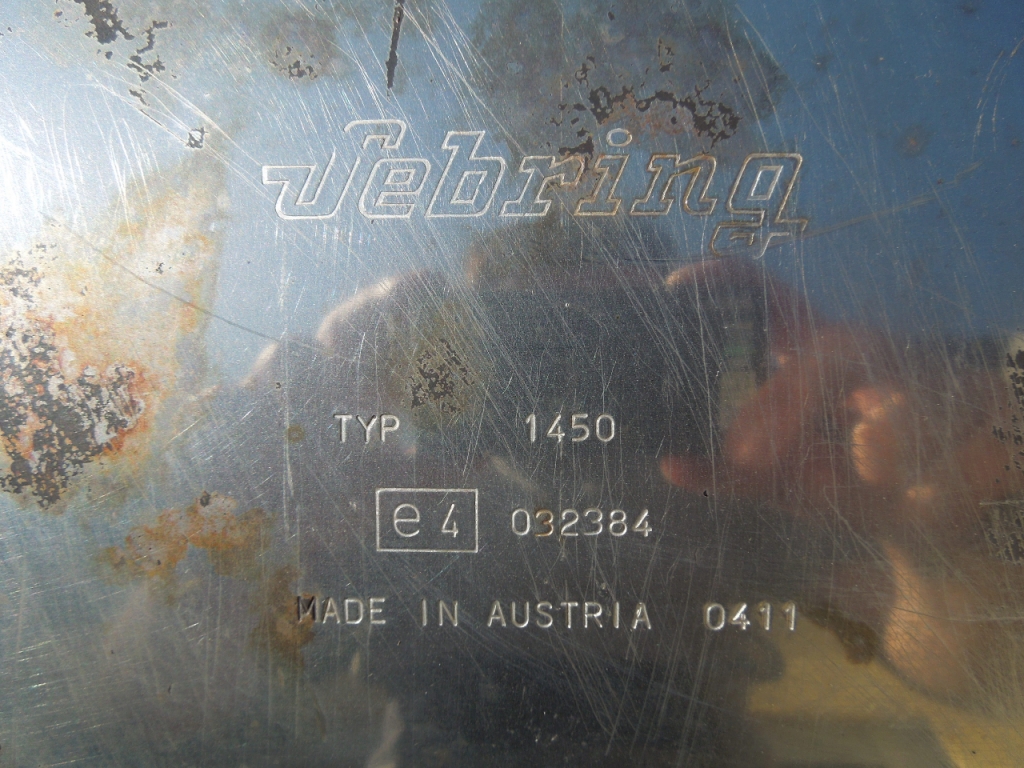 Sebring
TYP 1450
e4 032384
MADE IN AUSTRIA 0411